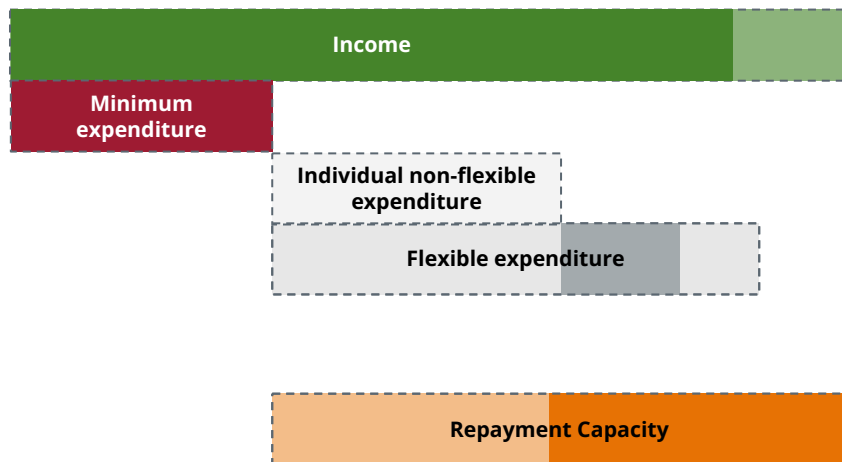 Income
Minimum
expenditure
Individual non-flexible
expenditure
Flexible expenditure
Repayment Capacity